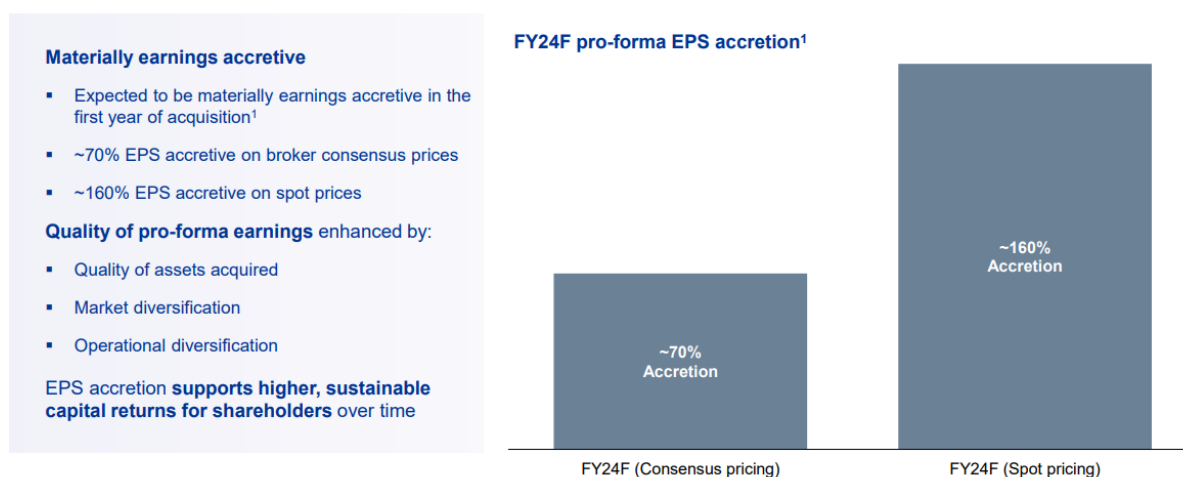 Materially earnings accretive
▪ Expected to be materially earnings accretive in the
first year of acquisition¹
▪ ~70% EPS accretive on broker consensus prices
▪ ~160% EPS accretive on spot prices
Quality of pro-forma earnings enhanced by:
▪ Quality of assets acquired
▪ Market diversification
▪ Operational diversification
EPS accretion supports higher, sustainable
capital returns for shareholders over time
FY24F pro-forma EPS accretion¹
~70%
Accretion
~160%
Accretion
FY24F (Consensus pricing)
FY24F (Spot pricing)